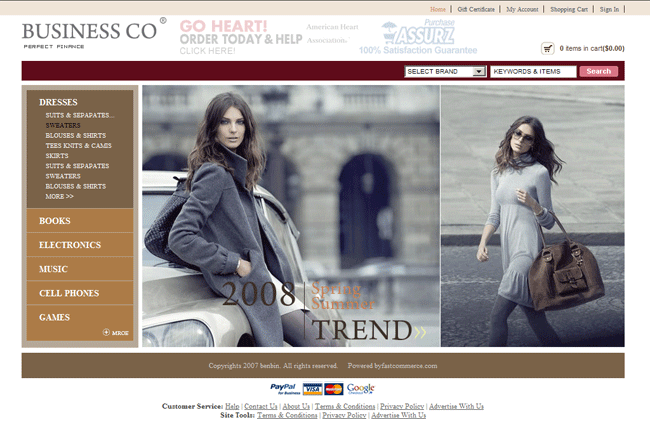 Home | Gift Certificate | My Account | Shopping Cart | Sign In |
BUSINESS CO®
PERFECT FINANCE
GO HEART!
ORDER TODAY & HELP
CLICK HERE!
American Heart
Association.
Purchase
ASSURZ
100% Satisfaction Guarantee
0 items in cart($0.00)
SELECT BRAND
KEYWORDS & ITEMS
Search
DRESSES
SUITS & SEPAPATES...
SWEATERS
BLOUSES & SHIRTS
TEES KNITS & CAMIS
SKIRTS
SUITS & SEPAPATES
SWEATERS
BLOUSES & SHIRTS
MORE >>
BOOKS
ELECTRONICS
MUSIC
CELL PHONES
GAMES
MROE
2008
Spring
Summer
TREND»
Copyrights 2007 benbin. All rights reserved. Powered byfastcommerce.com
PayPal
for Business
VISA
MasterCard
Google
Checkout
Customer Service: Help | Contact Us | About Us | Terms & Conditions | Privacy Policy | Advertise With Us
Site Tools: Terms & Conditions | Privacy Policy | Advertise With Us